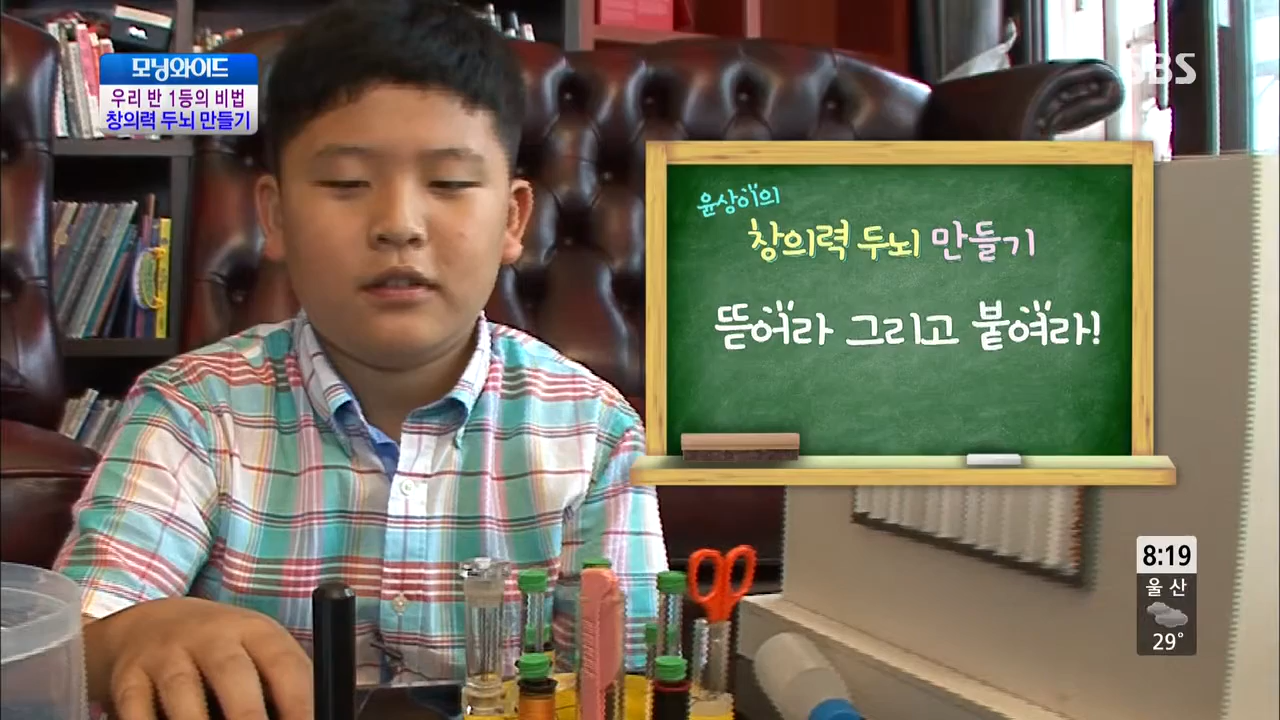 모닝와이드
우리 반 1등의 비법
창의력 두뇌 만들기
SBS
윤상이의
창의력 두뇌 만들기
뜯어라 그리고 붙여라!
8:19
울산
29°